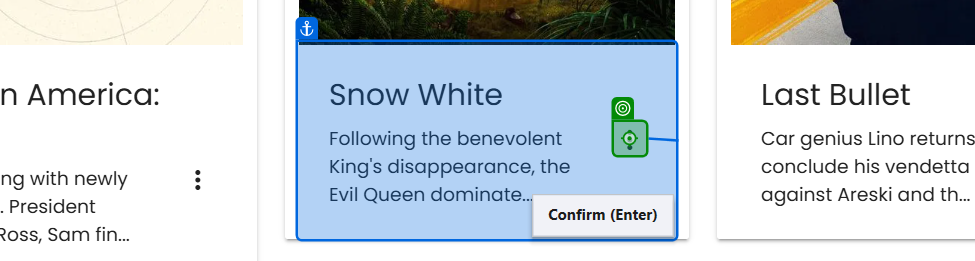 n America:
ng with newly
. President
Ross, Sam fin...
Snow White
Following the benevolent
King's disappearance, the
Evil Queen dominate...
Confirm (Enter)
Last Bullet
Car genius Lino returns
conclude his vendetta
against Areski and th...